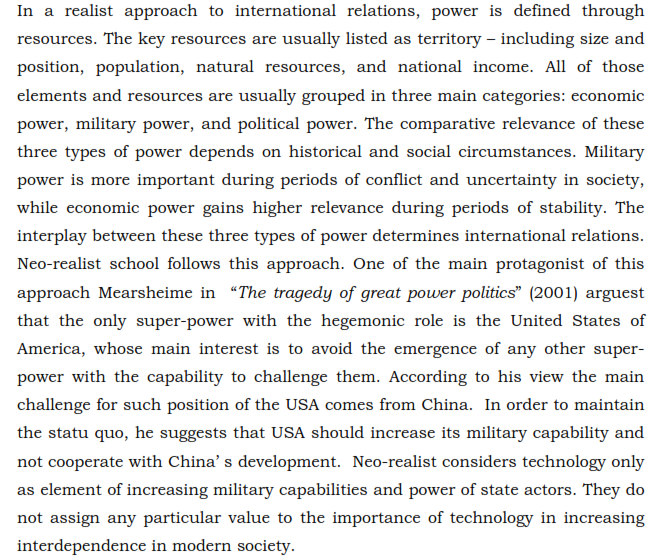 In a realist approach to international relations, power is defined through
resources. The key resources are usually listed as territory – including size and
position, population, natural resources, and national income. All of those
elements and resources are usually grouped in three main categories: economic
power, military power, and political power. The comparative relevance of these
three types of power depends on historical and social circumstances. Military
power is more important during periods of conflict and uncertainty in society,
while economic power gains higher relevance during periods of stability. The
interplay between these three types of power determines international relations.
Neo-realist school follows this approach. One of the main protagonist of this
approach Mearsheime in “The tragedy of great power politics” (2001) arguest
that the only super-power with the hegemonic role is the United States of
America, whose main interest is to avoid the emergence of any other super-
power with the capability to challenge them. According to his view the main
challenge for such position of the USA comes from China. In order to maintain
the statu quo, he suggests that USA should increase its military capability and
not cooperate with China’ s development. Neo-realist considers technology only
as element of increasing military capabilities and power of state actors. They do
not assign any particular value to the importance of technology in increasing
interdependence in modern society.